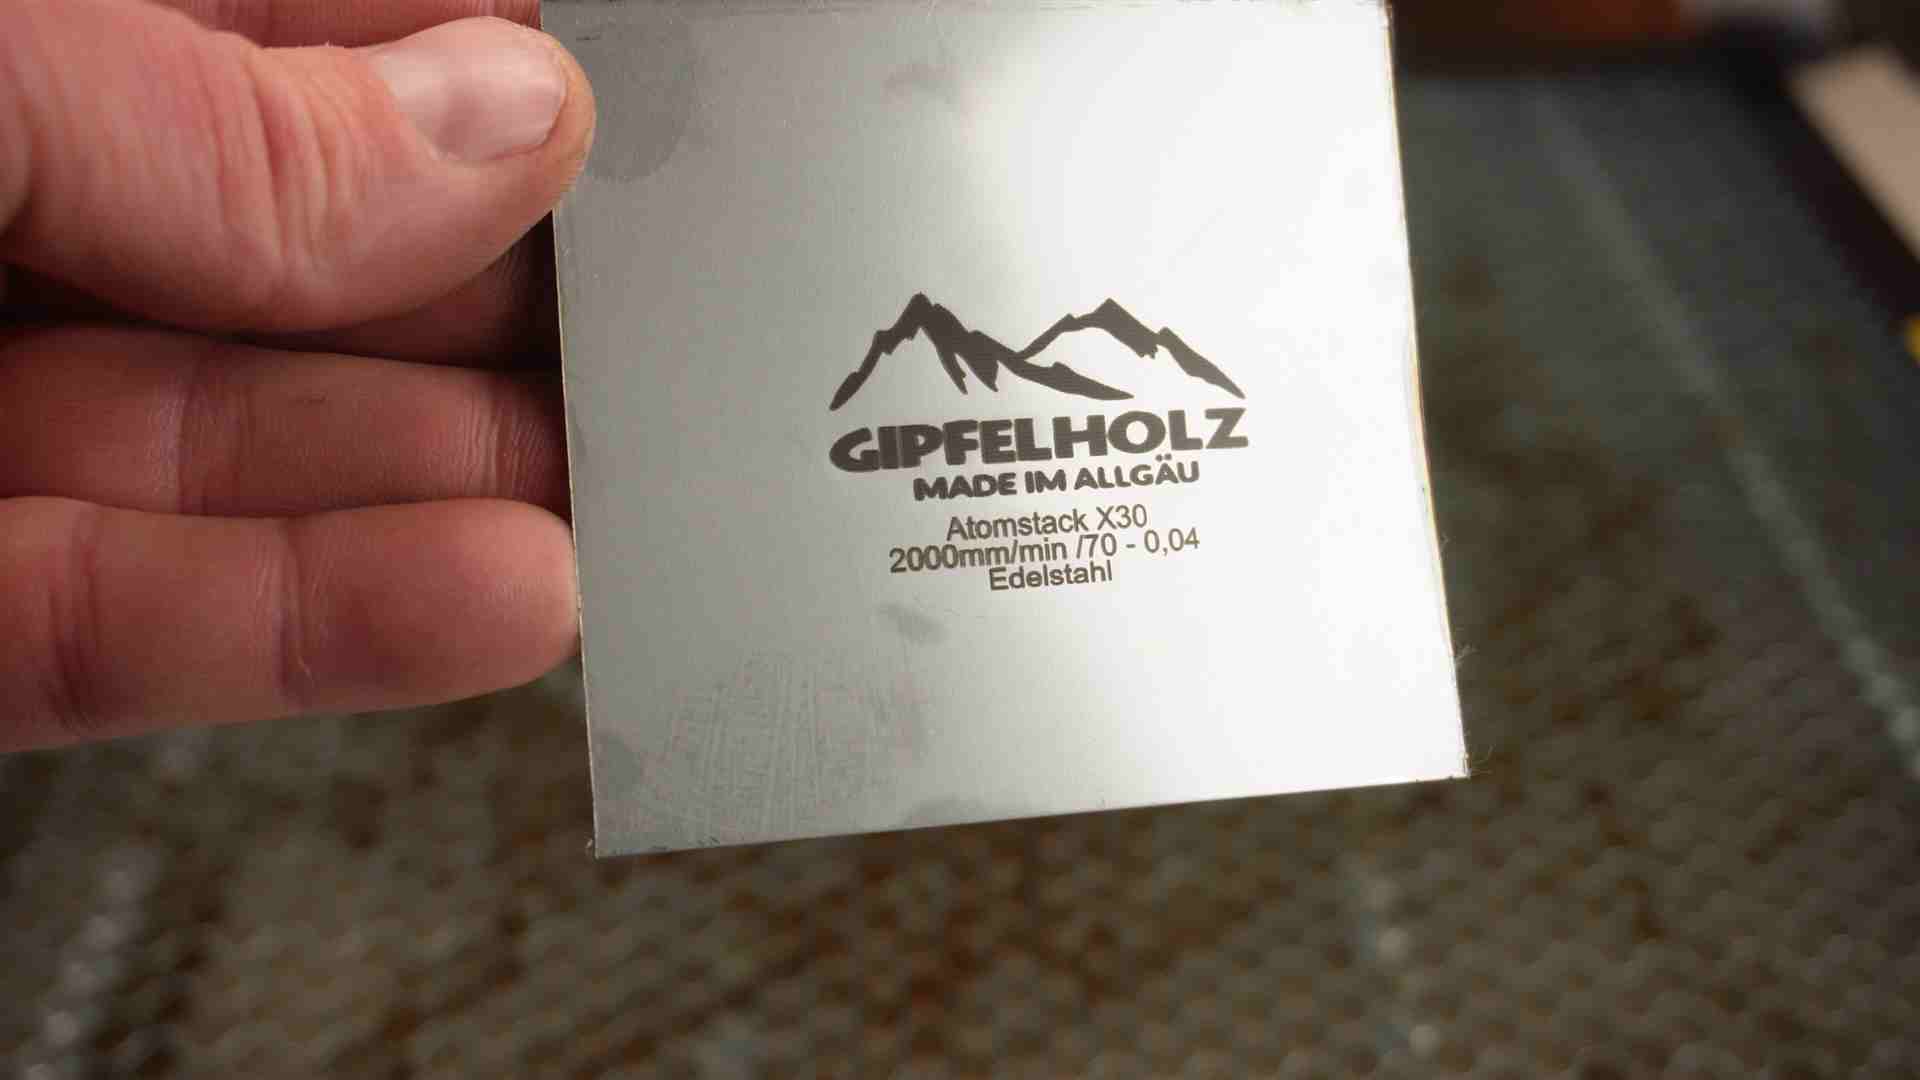 GIPFELHOLZ
MADE IM ALLGÄU
Atomstack X30
2000mm/min /70 - 0,04
Edelstahl